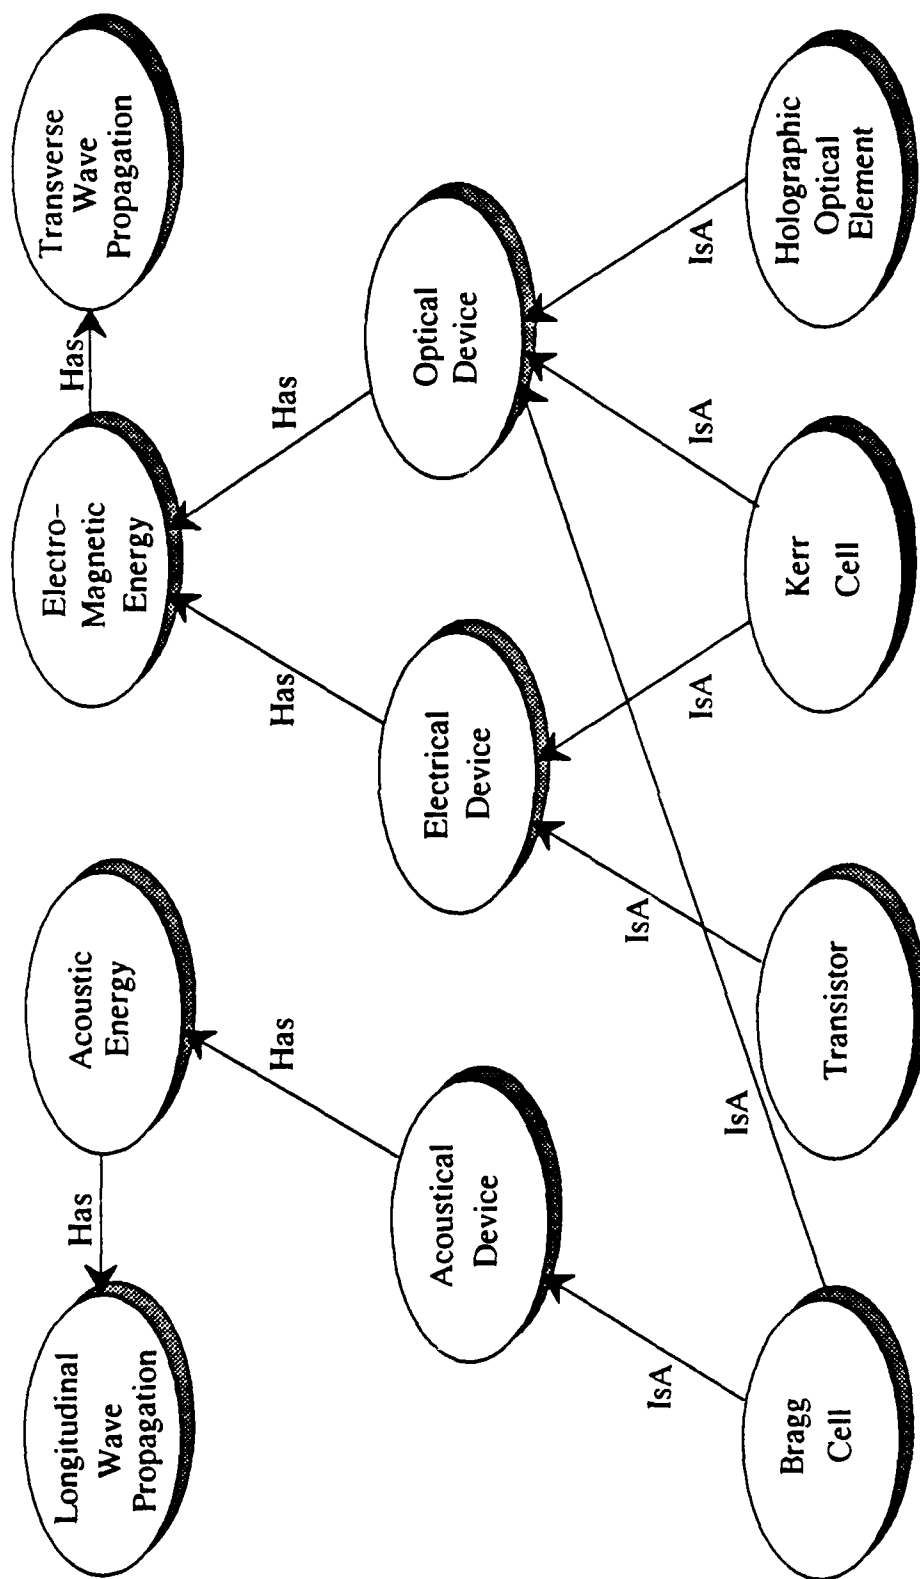 Longitudinal
Wave
Propagation
Has
Acoustic
Energy
Electro-
Magnetic
Energy
Has
Transverse
Wave
Propagation
Has
Has
Has
Acoustical
Device
Electrical
Device
Optical
Device
IsA
IsA
IsA
IsA
IsA
IsA
Bragg
Cell
Transistor
Kerr
Cell
Holographic
Optical
Element